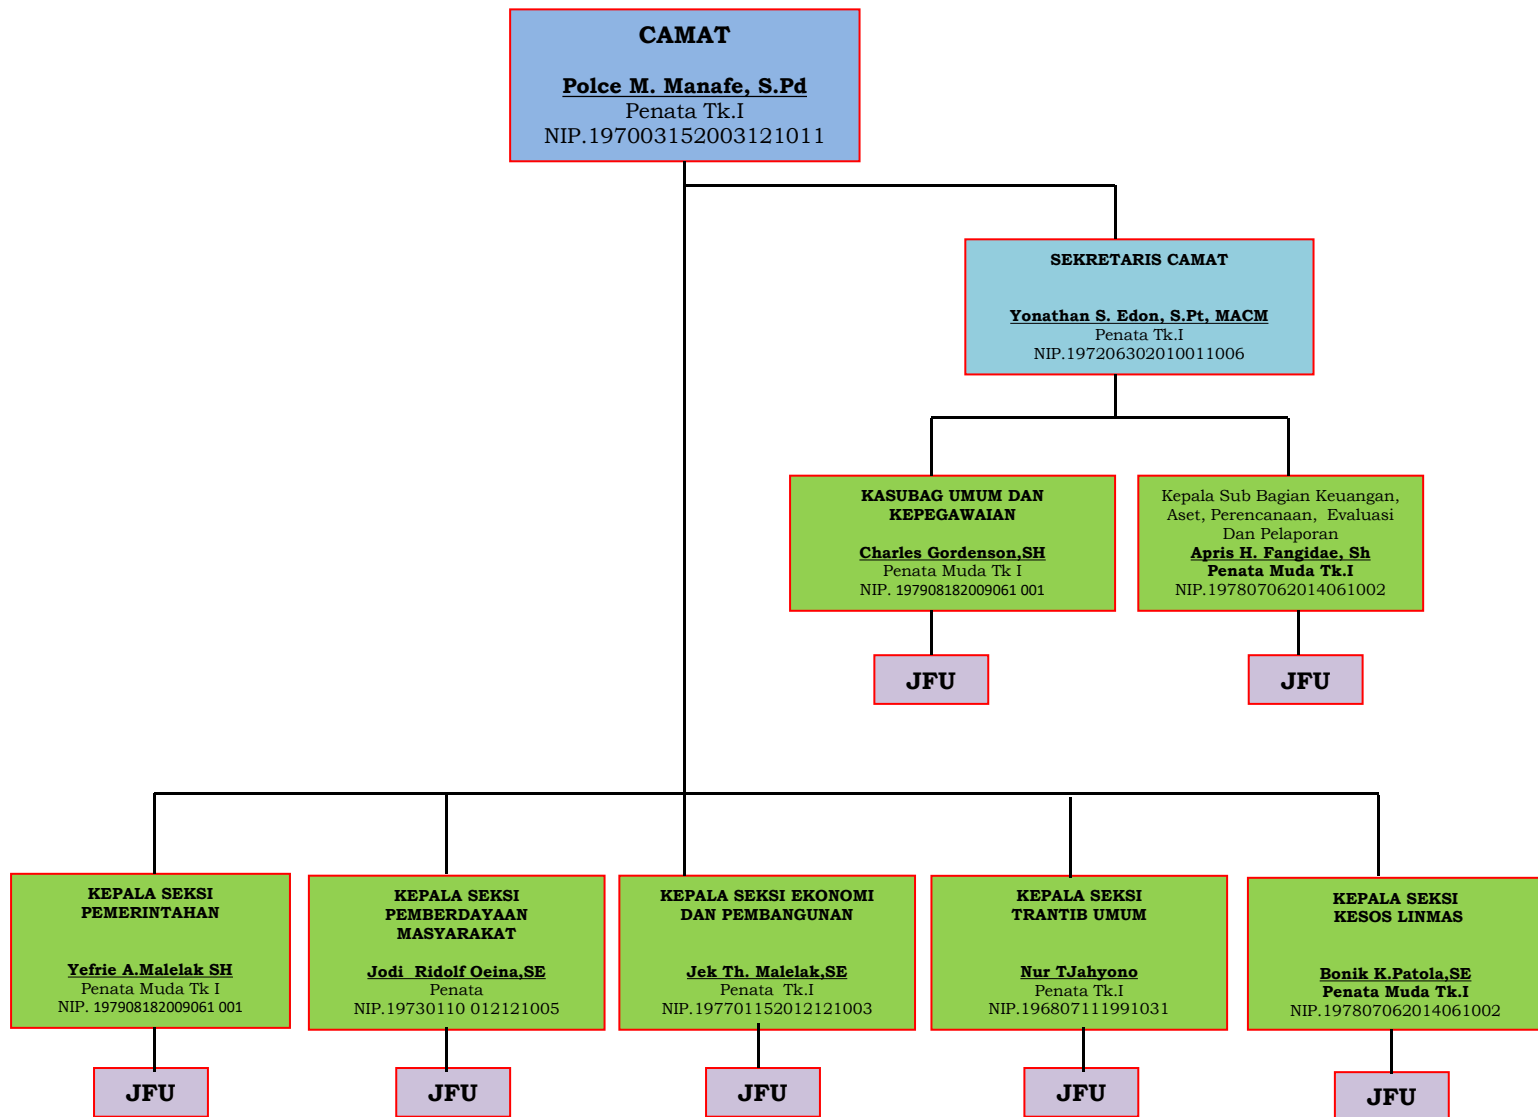 CAMAT
Polce M. Manafe, S.Pd
Penata Tk.I
NIP.197003152003121011
SEKRETARIS CAMAT
Yonathan S. Edon, S.Pt, MACM
Penata Tk.I
NIP.197206302010011006
KASUBAG UMUM DAN
KEPEGAWAIAN
Charles Gordenson,SH
Penata Muda Tk I
NIP. 197908182009061 001
Kepala Sub Bagian Keuangan,
Aset, Perencanaan, Evaluasi
Dan Pelaporan
Apris H. Fangidae, Sh
Penata Muda Tk.I
NIP.197807062014061002
JFU
JFU
KEPALA SEKSI
PEMERINTAHAN
Yefrie A.Malelak SH
Penata Muda Tk I
NIP. 197908182009061 001
KEPALA SEKSI
PEMBERDAYAAN
MASYARAKAT
Jodi Ridolf Oeina,SE
Penata
NIP.19730110 012121005
KEPALA SEKSI EKONOMI
DAN PEMBANGUNAN
Jek Th. Malelak,SE
Penata Tk.I
NIP.197701152012121003
KEPALA SEKSI
TRANTIB UMUM
Nur TJahyono
Penata Tk.I
NIP.196807111991031
KEPALA SEKSI
KESOS LINMAS
Bonik K.Patola,SE
Penata Muda Tk.I
NIP.197807062014061002
JFU
JFU
JFU
JFU
JFU